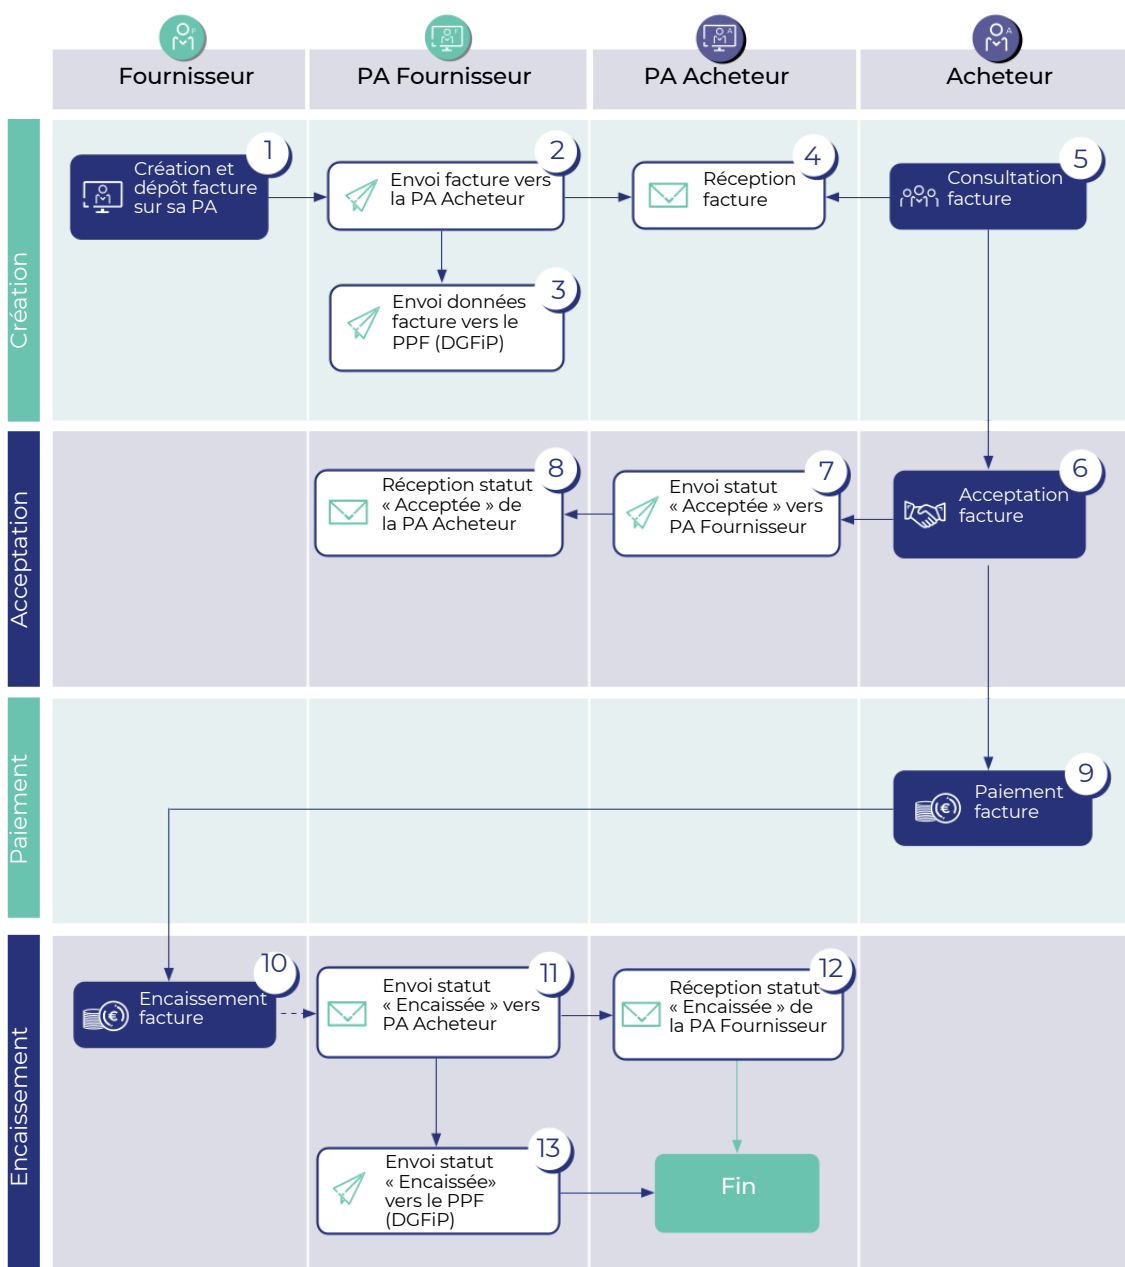 Fournisseur
PA Fournisseur
PA Acheteur
Acheteur
Création
1
Création et
dépôt facture
sur sa PA
2
Envoi facture vers
la PA Acheteur
3
Envoi données
facture vers le
PPF (DGFiP)
4
Réception
facture
5
Consultation
facture
Acceptation
8
Réception statut
« Acceptée » de
la PA Acheteur
7
Envoi statut
« Acceptée » vers
PA Fournisseur
6
Acceptation
facture
Paiement
9
Paiement
facture
Encaissement
10
Encaissement
facture
11
Envoi statut
« Encaissée » vers
PA Acheteur
12
Réception statut
« Encaissée » de
la PA Fournisseur
13
Envoi statut
« Encaissée»
vers le PPF
(DGFiP)
Fin